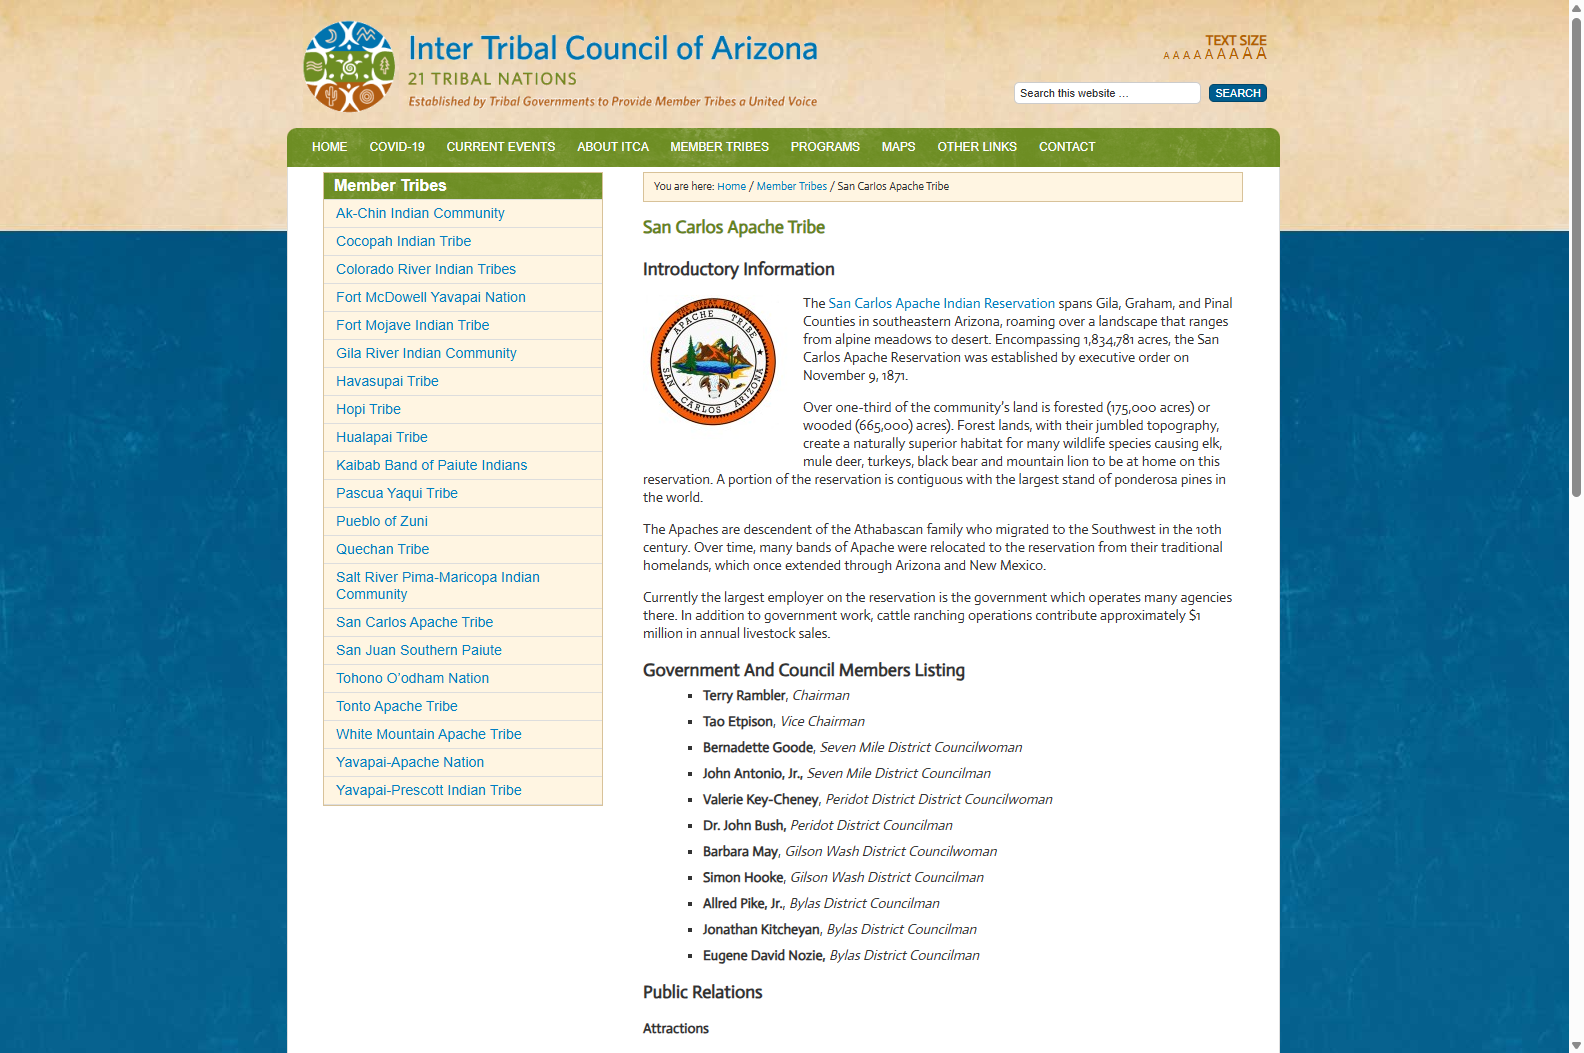 Inter Tribal Council of Arizona
21 TRIBAL NATIONS
Established by Tribal Governments to Provide Member Tribes a United Voice
TEXT SIZE
A A A A A A A A A
Search this website …
SEARCH
HOME COVID-19 CURRENT EVENTS ABOUT ITCA MEMBER TRIBES PROGRAMS MAPS OTHER LINKS CONTACT
Member Tribes
Ak-Chin Indian Community
Cocopah Indian Tribe
Colorado River Indian Tribes
Fort McDowell Yavapai Nation
Fort Mojave Indian Tribe
Gila River Indian Community
Havasupai Tribe
Hopi Tribe
Hualapai Tribe
Kaibab Band of Paiute Indians
Pascua Yaqui Tribe
Pueblo of Zuni
Quechan Tribe
Salt River Pima-Maricopa Indian
Community
San Carlos Apache Tribe
San Juan Southern Paiute
Tohono O’odham Nation
Tonto Apache Tribe
White Mountain Apache Tribe
Yavapai-Apache Nation
Yavapai-Prescott Indian Tribe
You are here: Home / Member Tribes / San Carlos Apache Tribe
San Carlos Apache Tribe
Introductory Information
THE GREAT SEAL OF
APACHE TRIBE
SAN CARLOS ARIZONA
The San Carlos Apache Indian Reservation spans Gila, Graham, and Pinal
Counties in southeastern Arizona, roaming over a landscape that ranges
from alpine meadows to desert. Encompassing 1,834,781 acres, the San
Carlos Apache Reservation was established by executive order on
November 9, 1871.
Over one-third of the community’s land is forested (175,000 acres) or
wooded (665,000) acres). Forest lands, with their jumbled topography,
create a naturally superior habitat for many wildlife species causing elk,
mule deer, turkeys, black bear and mountain lion to be at home on this
reservation. A portion of the reservation is contiguous with the largest stand of ponderosa pines in
the world.
The Apaches are descendent of the Athabascan family who migrated to the Southwest in the 10th
century. Over time, many bands of Apache were relocated to the reservation from their traditional
homelands, which once extended through Arizona and New Mexico.
Currently the largest employer on the reservation is the government which operates many agencies
there. In addition to government work, cattle ranching operations contribute approximately $1
million in annual livestock sales.
Government And Council Members Listing
Terry Rambler, Chairman
Tao Etpison, Vice Chairman
Bernadette Goode, Seven Mile District Councilwoman
John Antonio, Jr., Seven Mile District Councilman
Valerie Key-Cheney, Peridot District District Councilwoman
Dr. John Bush, Peridot District Councilman
Barbara May, Gilson Wash District Councilwoman
Simon Hooke, Gilson Wash District Councilman
Allred Pike, Jr., Bylas District Councilman
Jonathan Kitcheyan, Bylas District Councilman
Eugene David Nozie, Bylas District Councilman
Public Relations
Attractions